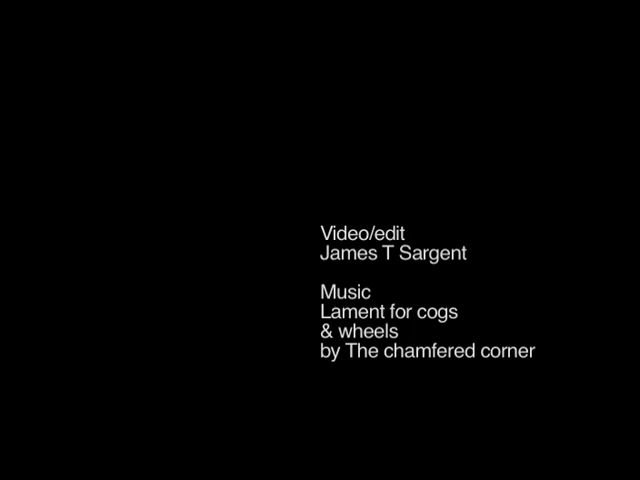 Video/edit
James T Sargent
Music
Lament for cogs
& wheels
by The chamfered corner